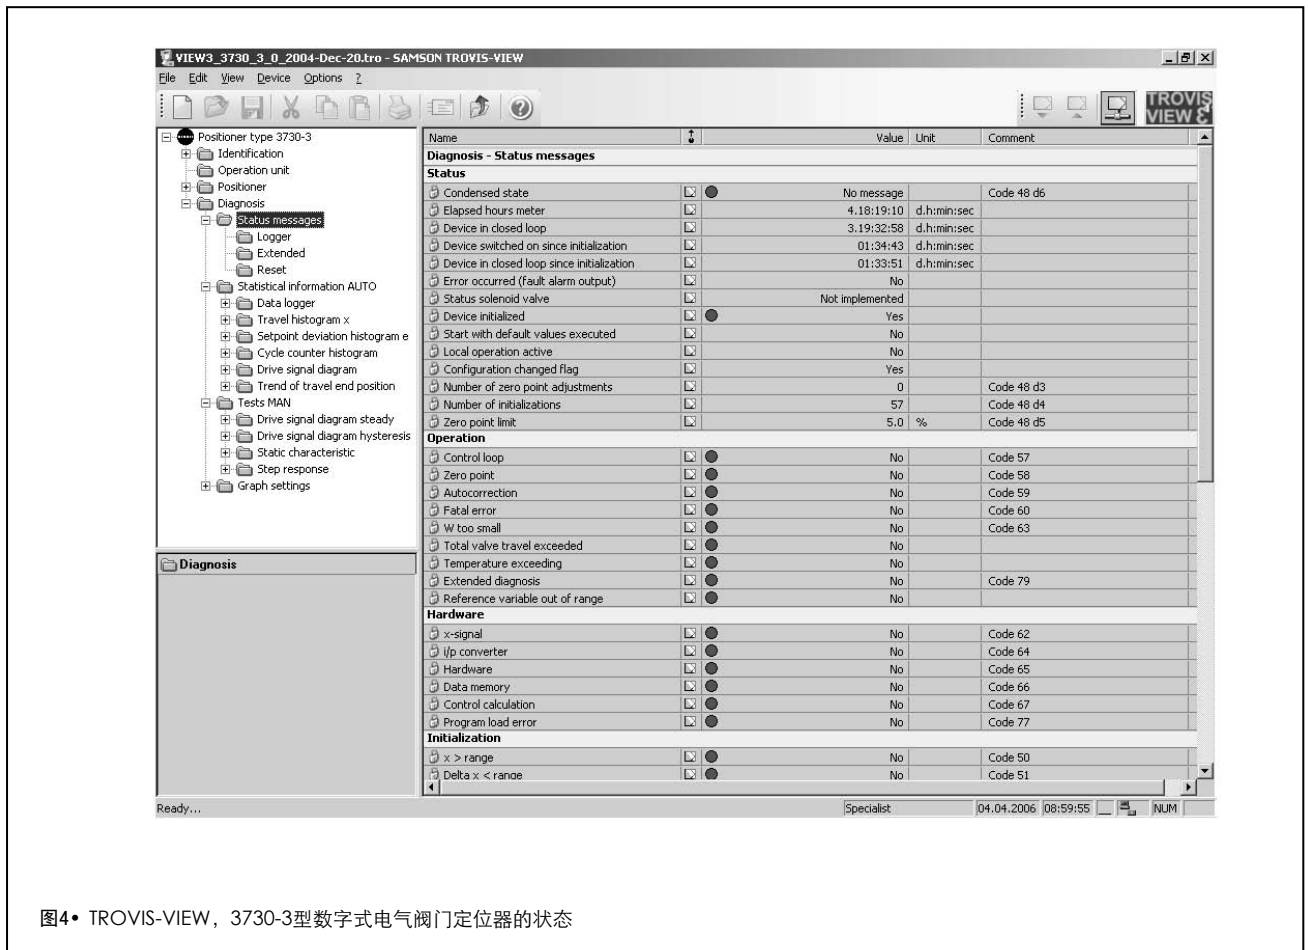 VIEW3_3730_3_0_2004-Dec-20.tro - SAMSON TROVIS-VIEW
File Edit View Device Options ?
TROVIS
VIEW 3
Positioner type 3730-3
Identification
Operation unit
Positioner
Diagnosis
Status messages
Logger
Extended
Reset
Statistical information AUTO
Data logger
Travel histogram x
Setpoint deviation histogram e
Cycle counter histogram
Drive signal diagram
Trend of travel end position
Tests MAN
Drive signal diagram steady
Drive signal diagram hysteresis
Static characteristic
Step response
Graph settings
Diagnosis
Name Value Unit Comment
Diagnosis - Status messages
Status
Condensed state No message Code 48 d6
Elapsed hours meter 4.18:19:10 d.h:min:sec
Device in closed loop 3.19:32:58 d.h:min:sec
Device switched on since initialization 01:34:43 d.h:min:sec
Device in closed loop since initialization 01:33:51 d.h:min:sec
Error occurred (fault alarm output) No
Status solenoid valve Not implemented
Device initialized Yes
Start with default values executed No
Local operation active No
Configuration changed flag Yes
Number of zero point adjustments 0 Code 48 d3
Number of initializations 57 Code 48 d4
Zero point limit 5.0 % Code 48 d5
Operation
Control loop No Code 57
Zero point No Code 58
Autocorrection No Code 59
Fatal error No Code 60
W too small No Code 63
Total valve travel exceeded No
Temperature exceeding No
Extended diagnosis No Code 79
Reference variable out of range No
Hardware
x-signal No Code 62
i/p converter No Code 64
Hardware No Code 65
Data memory No Code 66
Control calculation No Code 67
Program load error No Code 77
Initialization
x > range No Code 50
Delta x < range No Code 51
Ready... Specialist 04.04.2006 08:59:55 NUM
图4• TROVIS-VIEW，3730-3型数字式电气阀门定位器的状态